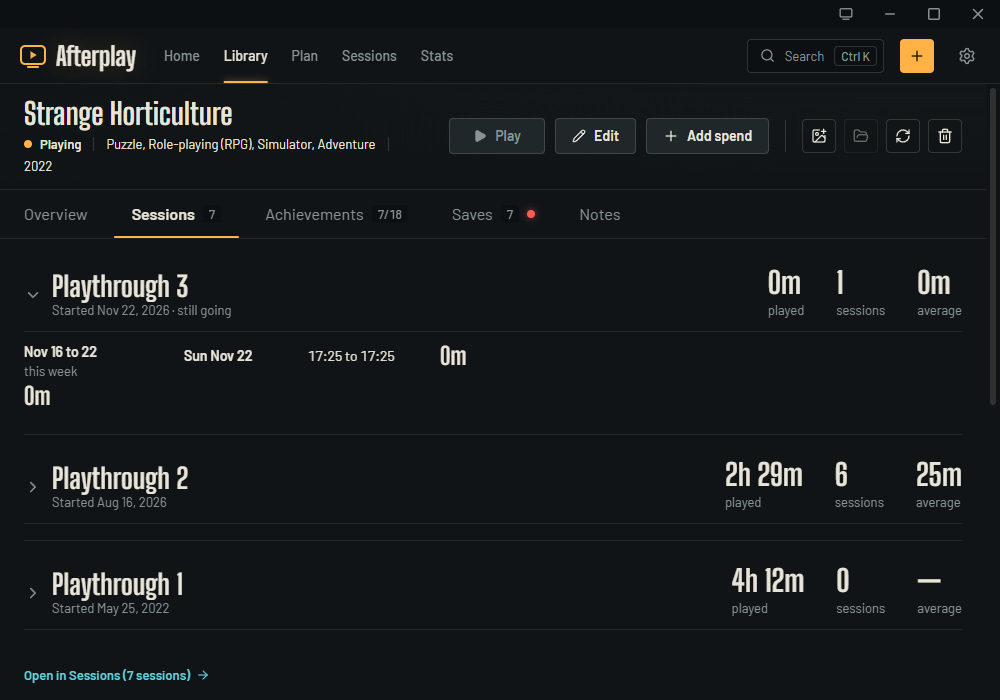 Afterplay
Home
Library
Plan
Sessions
Stats
Search
Ctrl K
Strange Horticulture
Playing
Puzzle, Role-playing (RPG), Simulator, Adventure
2022
Play
Edit
Add spend
Overview
Sessions 7
Achievements 7/18
Saves 7
Notes
Playthrough 3
Started Nov 22, 2026 · still going
0m
played
1
sessions
0m
average
Nov 16 to 22
this week
0m
Sun Nov 22
17:25 to 17:25
0m
Playthrough 2
Started Aug 16, 2026
2h 29m
played
6
sessions
25m
average
Playthrough 1
Started May 25, 2022
4h 12m
played
0
sessions
—
average
Open in Sessions (7 sessions) →